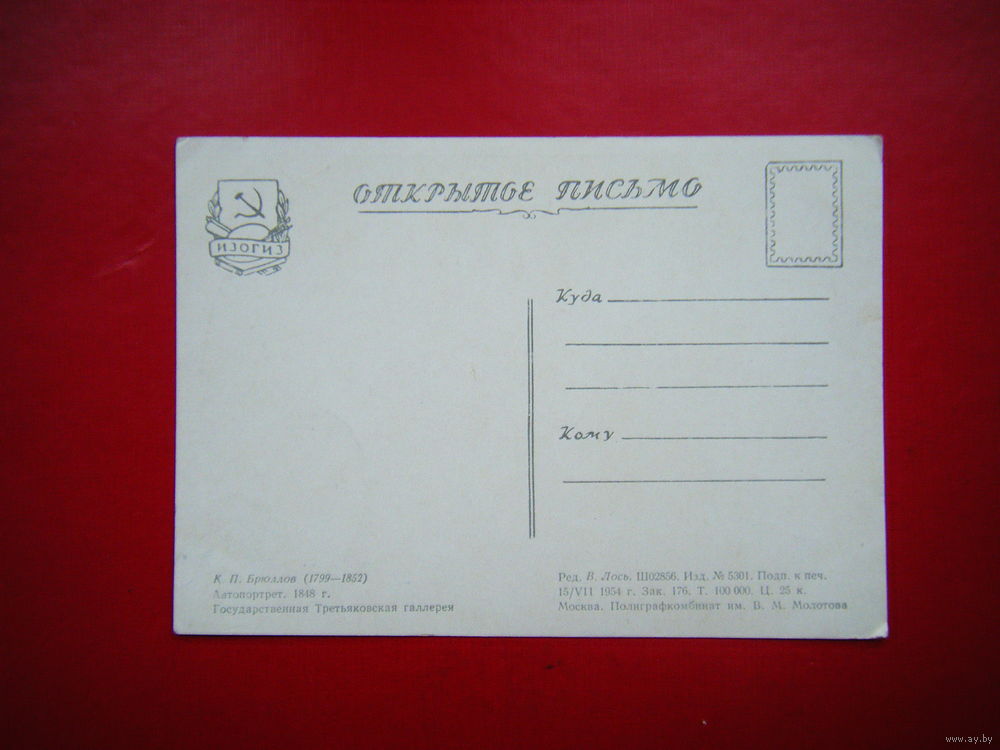 ОТКРЫТОЕ ПИСЬМО
ИЗОГИЗ
Куда
Кому
К. П. Брюллов (1799—1852)
Автопортрет. 1848 г.
Государственная Третьяковская галлерея
Ред. В. Лось. Ш02856. Изд. № 5301. Подп. к печ.
15/VII 1954 г. Зак. 176. Т. 100 000. Ц. 25 к.
Москва. Полиграфкомбинат им. В. М. Молотова
www.ay.by